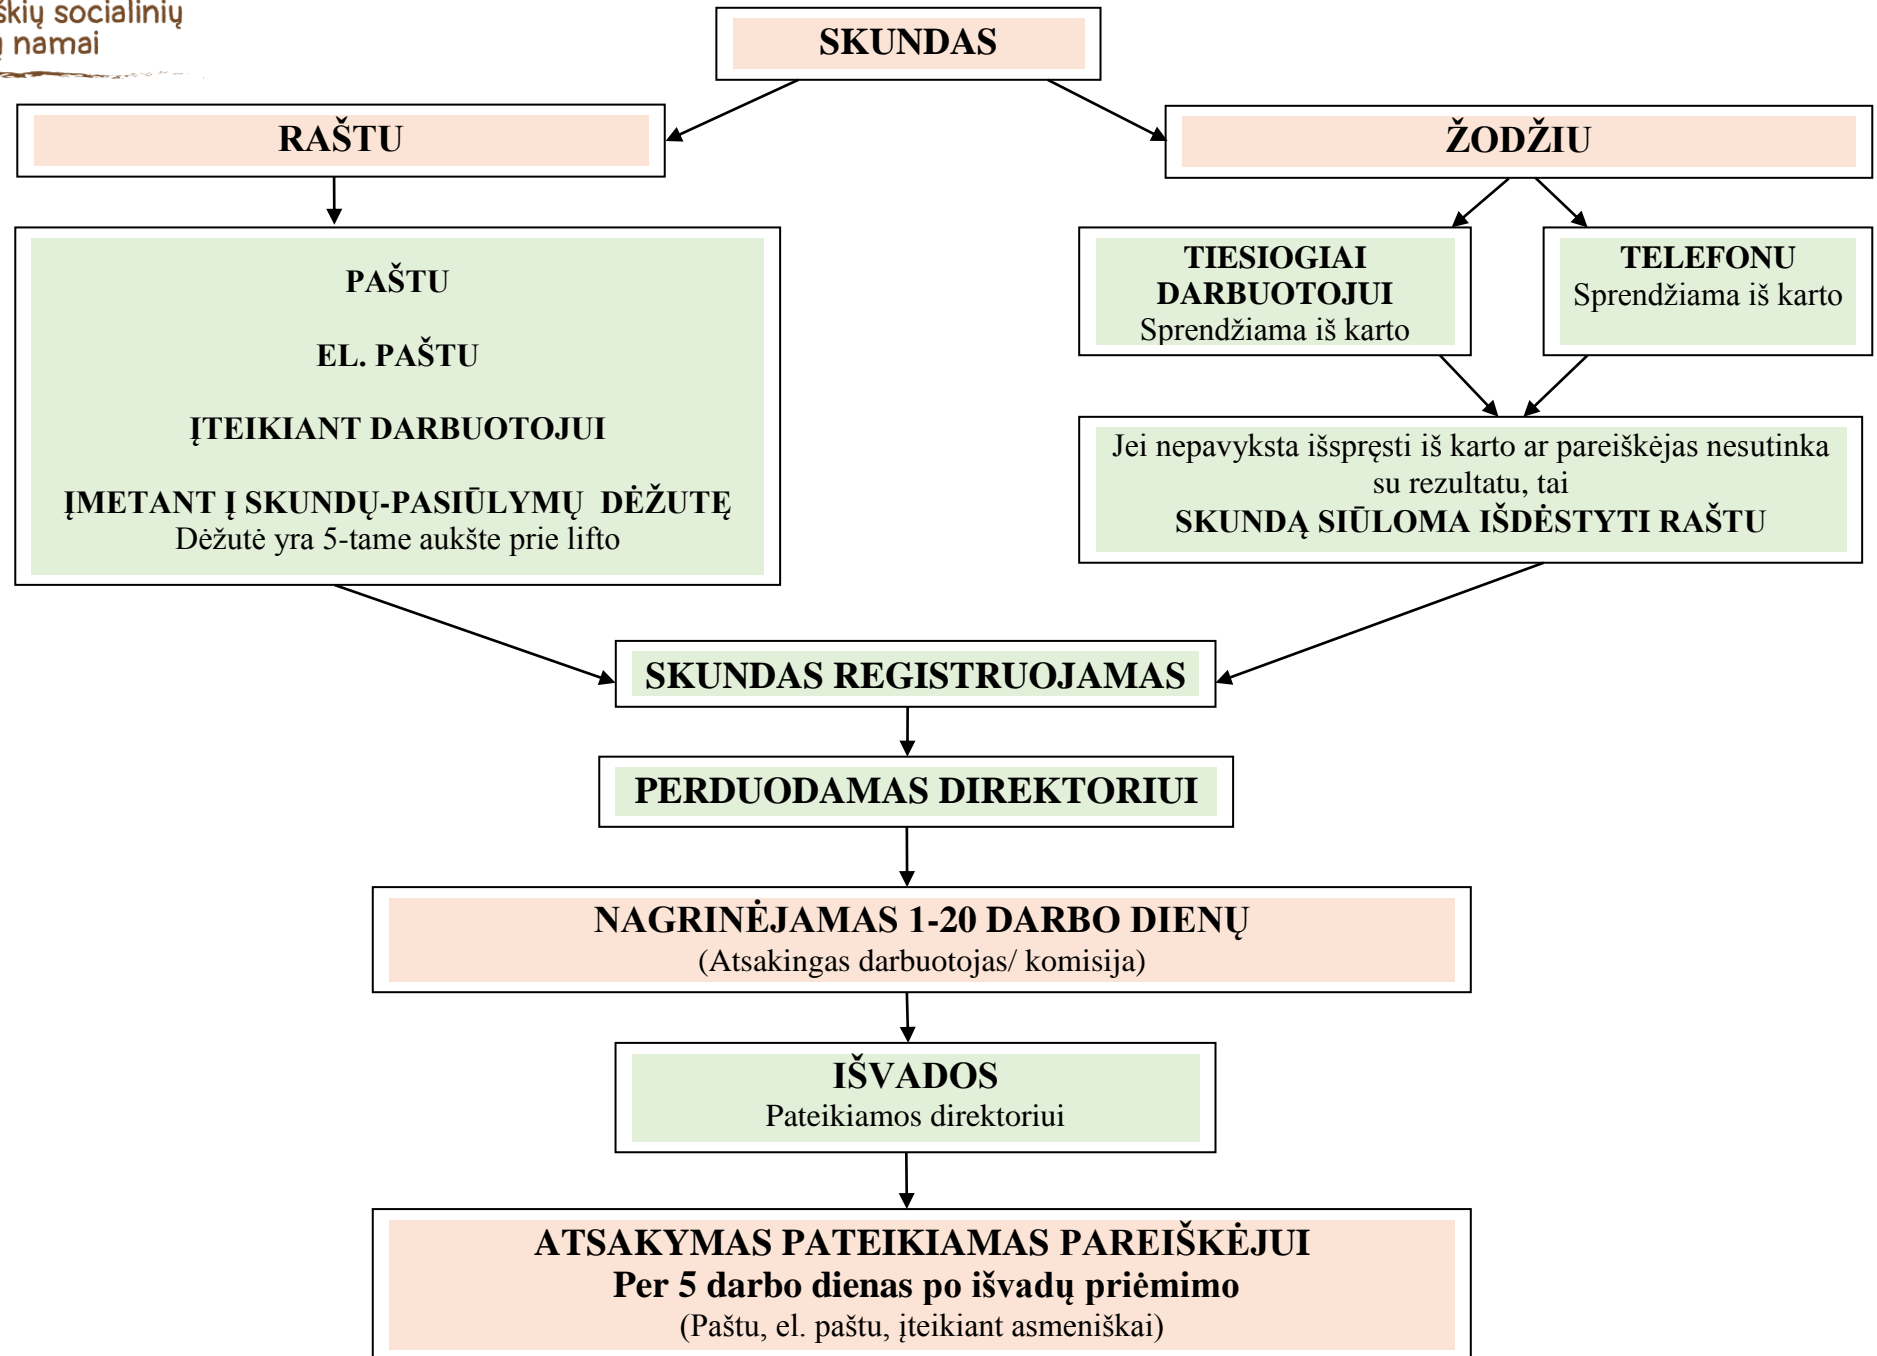 socialinių
namai
SKUNDAS
RAŠTU
ŽODŽIU
PAŠTU
EL. PAŠTU
ĮTEIKIANT DARBUOTOJUI
ĮMETANT Į SKUNDŲ-PASIŪLYMŲ DĖŽUTĘ
Dėžutė yra 5-tame aukšte prie lifto
TIESIOGIAI
DARBUOTOJUI
Sprendžiama iš karto
TELEFONU
Sprendžiama iš karto
Jei nepavyksta išspręsti iš karto ar pareiškėjas nesutinka
su rezultatu, tai
SKUNDĄ SIŪLOMA IŠDĖSTYTI RAŠTU
SKUNDAS REGISTRUOJAMAS
PERDUODAMAS DIREKTORIUI
NAGRINĖJAMAS 1-20 DARBO DIENŲ
(Atsakingas darbuotojas/ komisija)
IŠVADOS
Pateikiamos direktoriui
ATSAKYMAS PATEIKIAMAS PAREIŠKĖJUI
Per 5 darbo dienas po išvadų priėmimo
(Paštu, el. paštu, įteikiant asmeniškai)